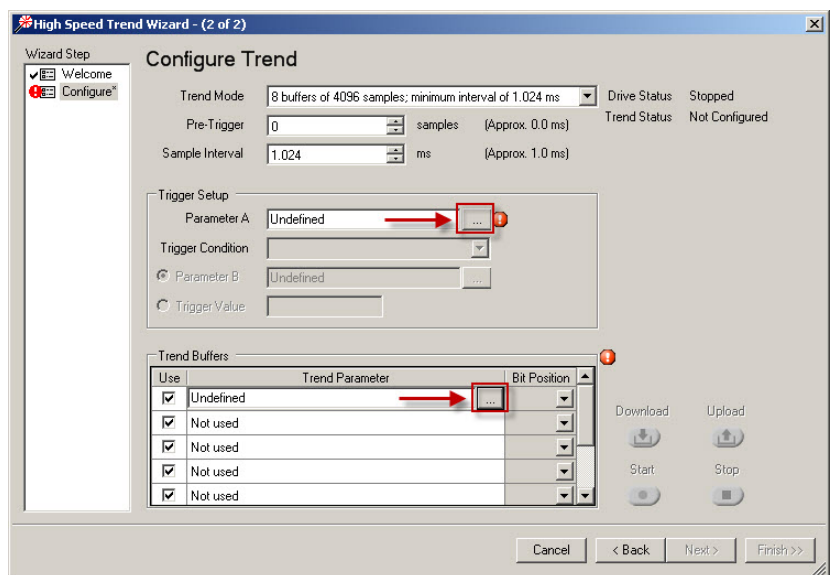 High Speed Trend Wizard - (2 of 2)
Wizard Step
Welcome
Configure*
Configure Trend
Trend Mode 8 buffers of 4096 samples; minimum interval of 1.024 ms Drive Status Stopped
Pre-Trigger 0 samples (Approx. 0.0 ms) Trend Status Not Configured
Sample Interval 1.024 ms (Approx. 1.0 ms)
Trigger Setup
Parameter A Undefined ...
Trigger Condition
Parameter B Undefined ...
Trigger Value
Trend Buffers
Use Trend Parameter Bit Position
Undefined ...
Not used
Not used
Not used
Not used
Download Upload
Start Stop
Cancel < Back Next > Finish >>